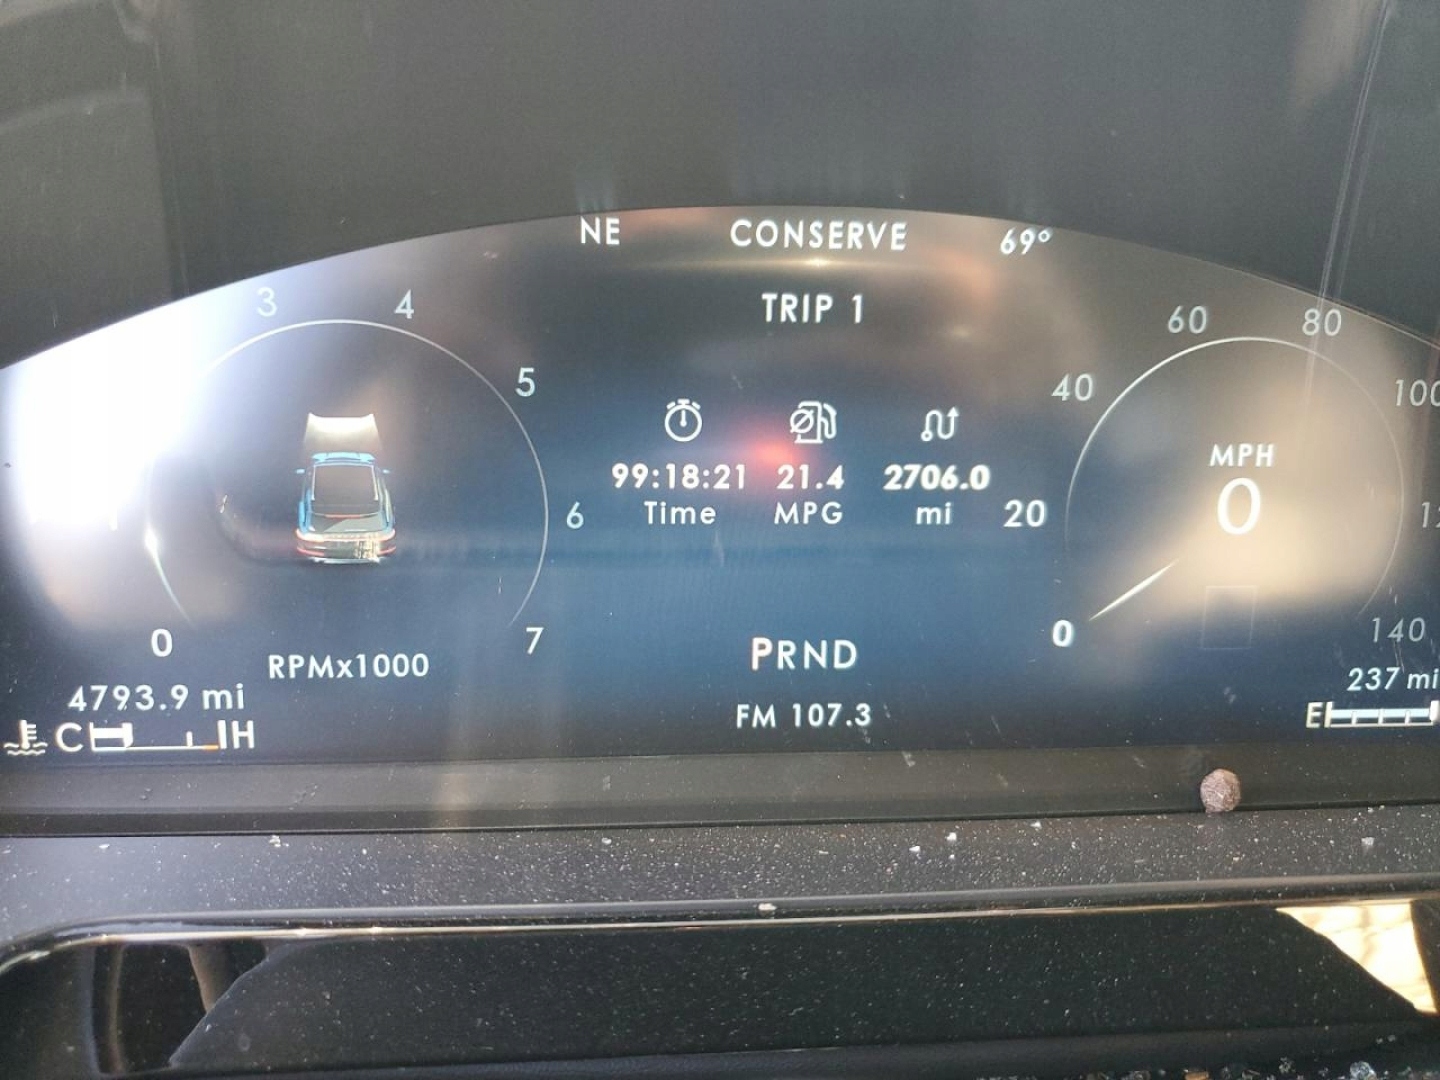 NE CONSERVE 69°
TRIP 1
3 4 60 80
5 40 100
99:18:21 21.4 2706.0
Time MPG mi
6 20
MPH
0
0 7 0 140
RPMx1000
PRND
4793.9 mi 237 mi
FM 107.3
C H E